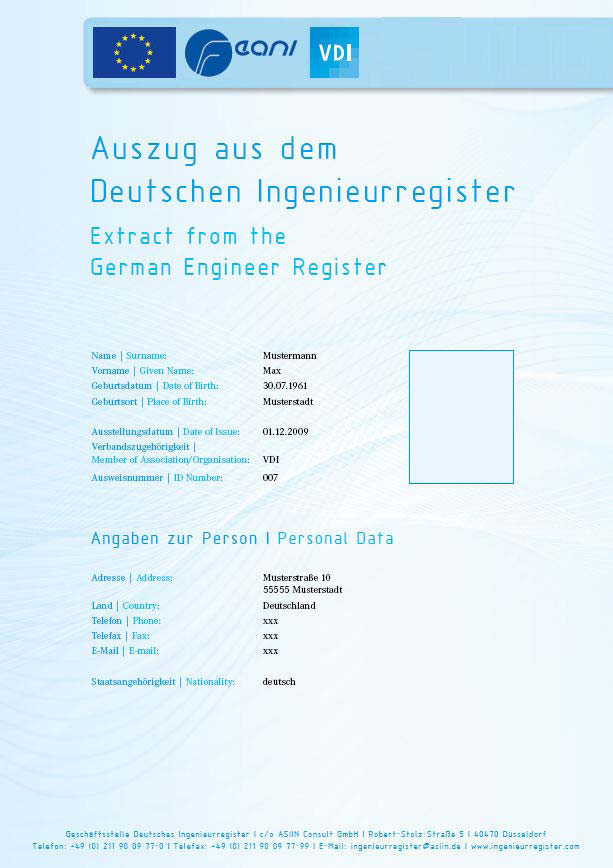 feani VDI
Auszug aus dem
Deutschen Ingenieurregister
Extract from the
German Engineer Register
Name | Surname: Mustermann
Vorname | Given Name: Max
Geburtsdatum | Date of Birth: 30.07.1961
Geburtsort | Place of Birth: Musterstadt
Ausstellungsdatum | Date of Issue: 01.12.2009
Verbandszugehörigkeit |
Member of Association/Organisation: VDI
Ausweisnummer | ID Number: 007
Angaben zur Person | Personal Data
Adresse | Address: Musterstraße 10
55555 Musterstadt
Land | Country: Deutschland
Telefon | Phone: xxx
Telefax | Fax: xxx
E-Mail | E-mail: xxx
Staatsangehörigkeit | Nationality: deutsch
Geschäftsstelle Deutsches Ingenieurregister | c/o ASIIN Consult GmbH | Robert-Stolz-Straße 5 | 40470 Düsseldorf
Telefon: +49 (0) 211 90 09 77-0 | Telefax: +49 (0) 211 90 09 77-99 | E-Mail: ingenieurregister@asiin.de | www.ingenieurregister.com